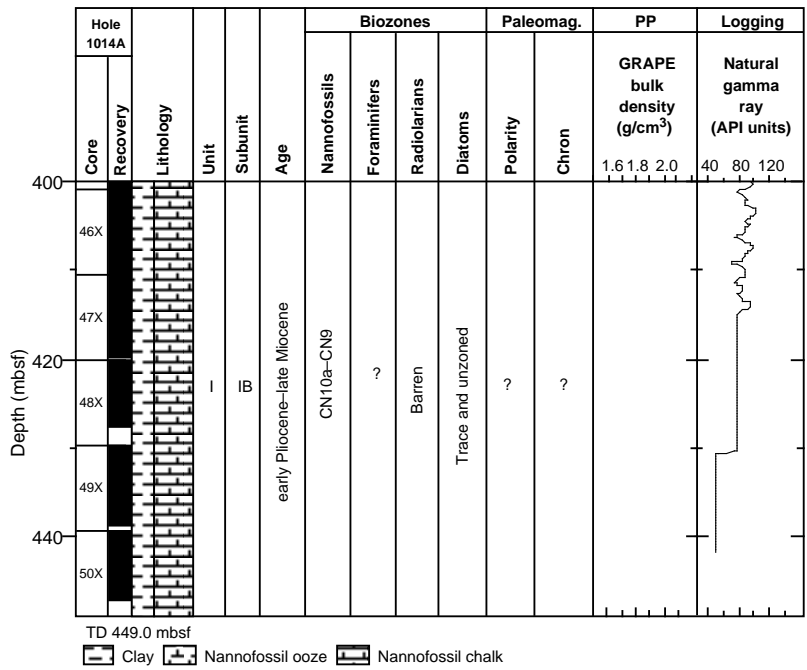 Hole
1014A
Biozones
Paleomag.
PP
Logging
Core
Recovery
Lithology
Unit
Subunit
Age
Nannofossils
Foraminifers
Radiolarians
Diatoms
Polarity
Chron
GRAPE
bulk
density
(g/cm3)
Natural
gamma
ray
(API units)
1.6 1.8 2.0
40 80 120
400
420
440
Depth (mbsf)
46X
47X
48X
49X
50X
I
IB
early Pliocene–late Miocene
CN10a–CN9
?
Barren
Trace and unzoned
?
?
TD 449.0 mbsf
Clay
Nannofossil ooze
Nannofossil chalk